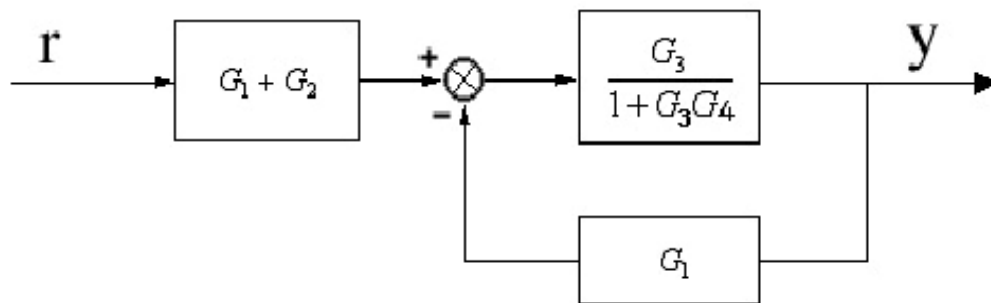 r
G₁ + G₂
+
−
G₃
1 + G₃G₄
y
G₁